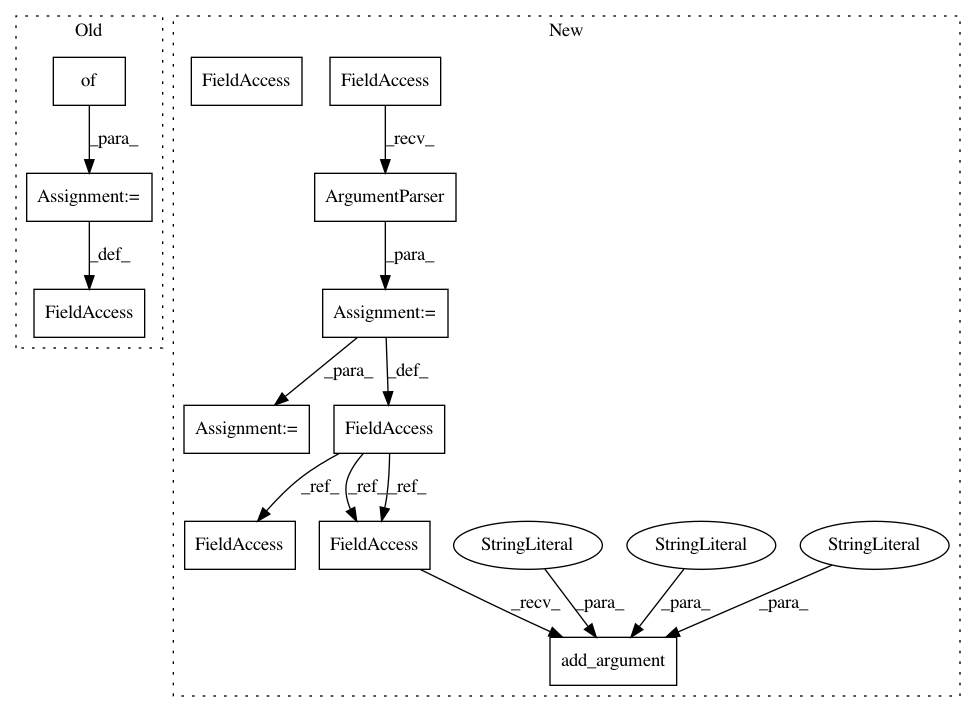 Old
New
of
FieldAccess
FieldAccess
_para_
_recv_
Assignment:=
ArgumentParser
_def_
_para_
FieldAccess
Assignment:=
_para_
_def_
Assignment:=
FieldAccess
_ref_
_ref_
_ref_
FieldAccess
FieldAccess
StringLiteral
StringLiteral
StringLiteral
_recv_
_para_
_para_
_para_
add_argument